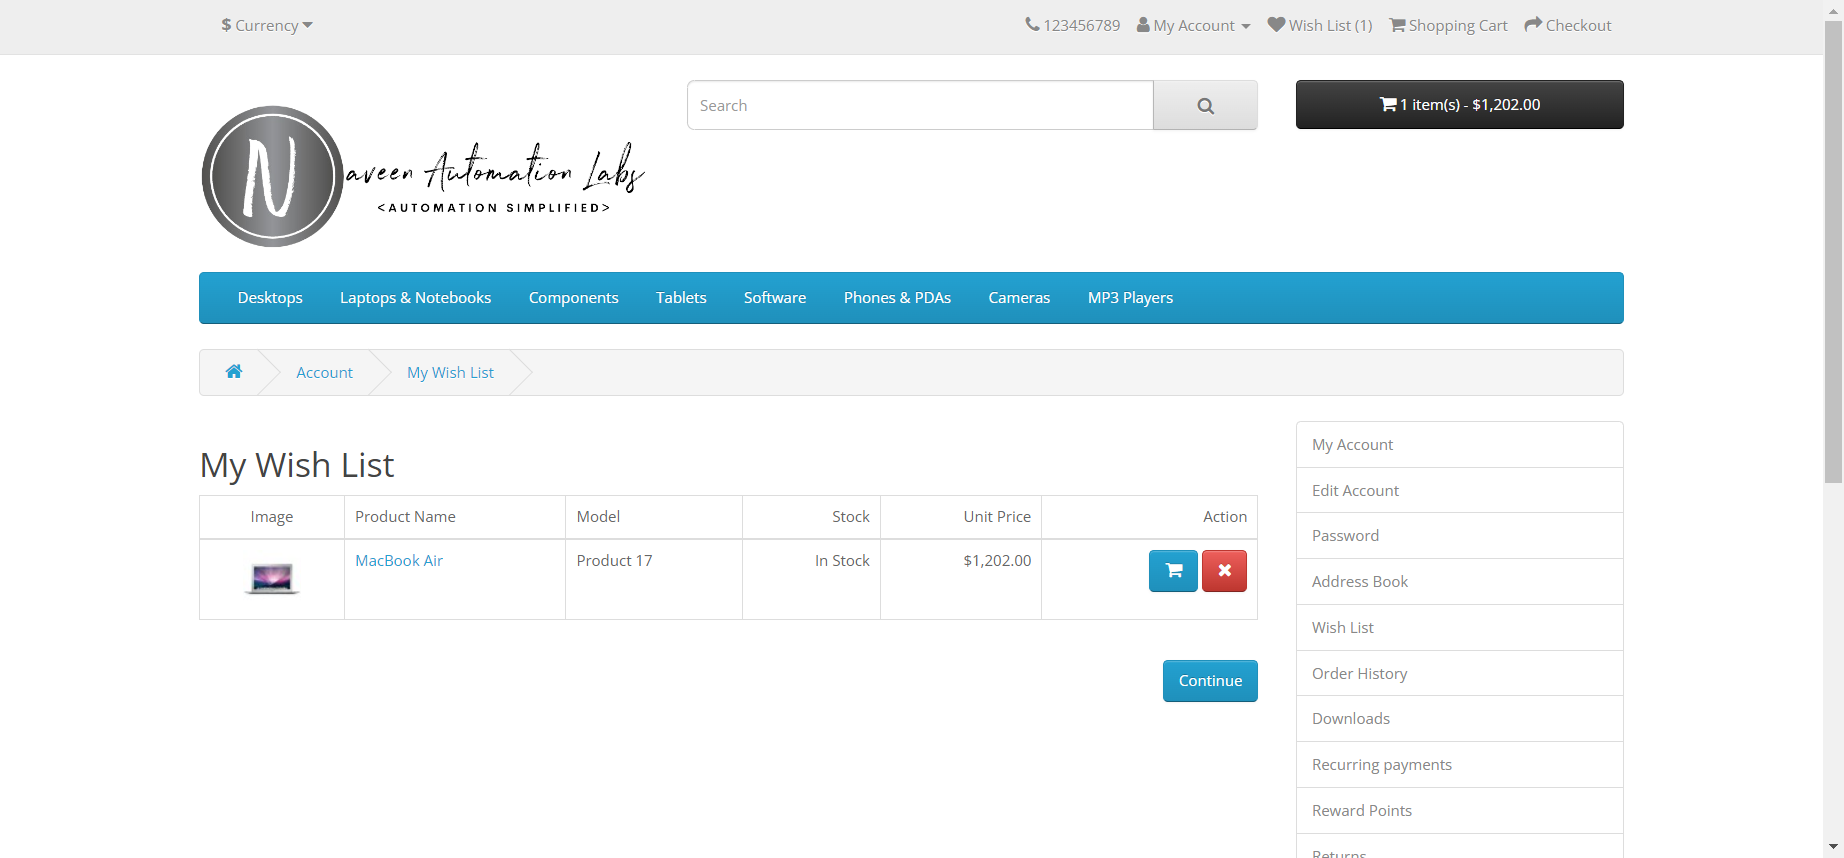 $ Currency
123456789 My Account Wish List (1) Shopping Cart Checkout
Search
1 item(s) - $1,202.00
Naveen Automation Labs
<AUTOMATION SIMPLIFIED>
Desktops Laptops & Notebooks Components Tablets Software Phones & PDAs Cameras MP3 Players
Account My Wish List
My Wish List
Image Product Name Model Stock Unit Price Action
MacBook Air Product 17 In Stock $1,202.00
Continue
My Account
Edit Account
Password
Address Book
Wish List
Order History
Downloads
Recurring payments
Reward Points
Returns